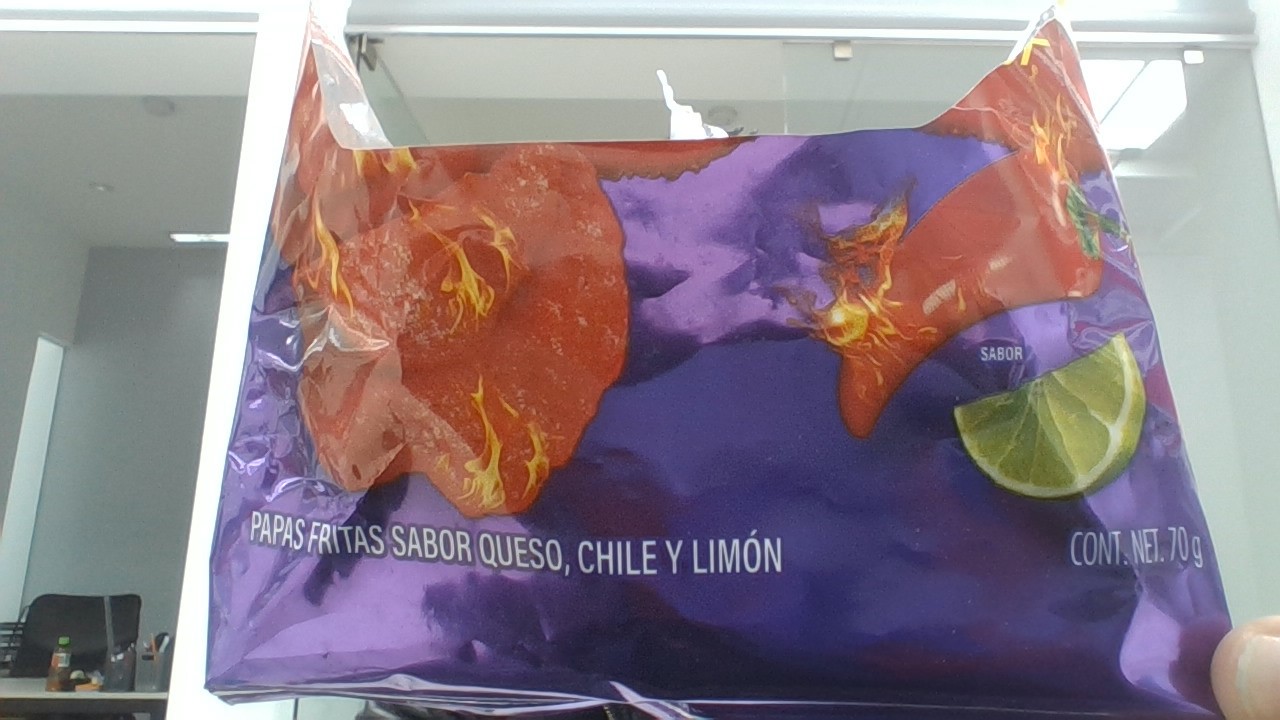 SABOR
PAPAS FRITAS SABOR QUESO, CHILE Y LIMÓN
CONT. NET. 70 g